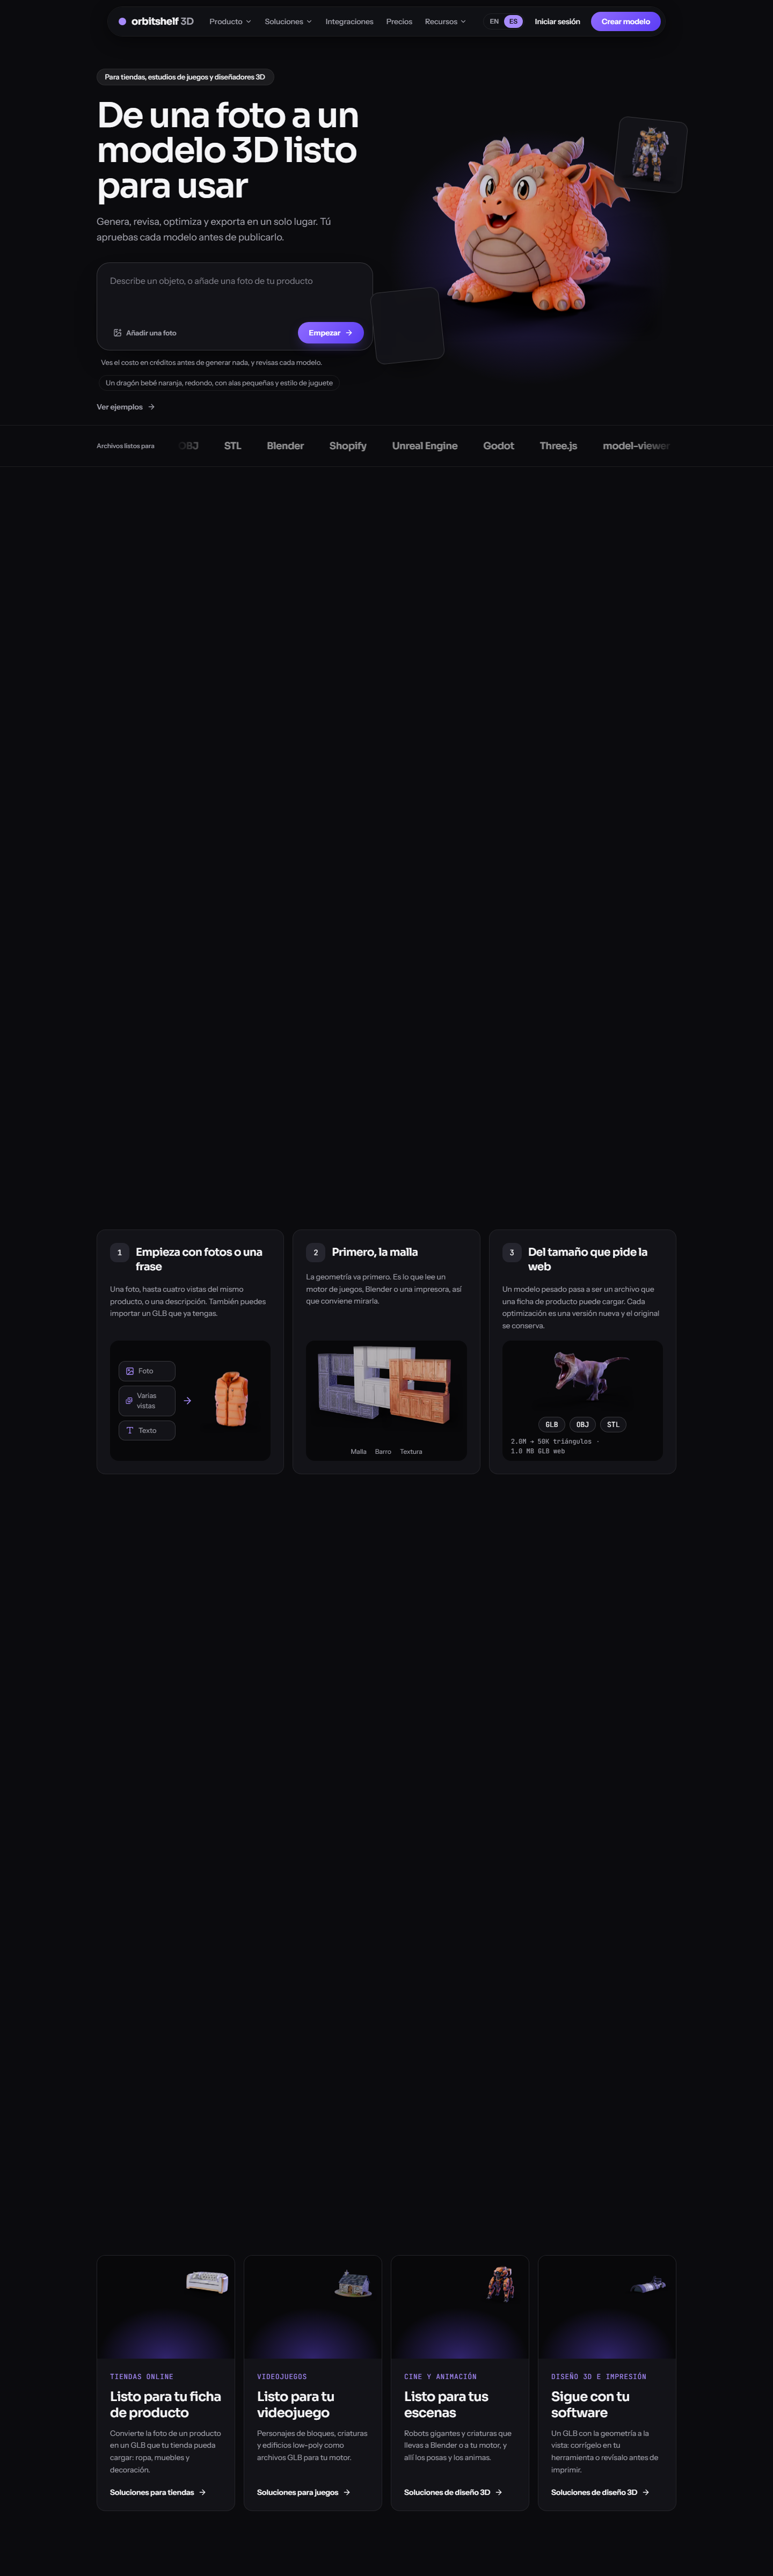 orbitshelf 3D
Producto
Soluciones
Integraciones
Precios
Recursos
EN
ES
Iniciar sesión
Crear modelo
Para tiendas, estudios de juegos y diseñadores 3D
De una foto a un
modelo 3D listo
para usar
Genera, revisa, optimiza y exporta en un solo lugar. Tú
apruebas cada modelo antes de publicarlo.
Describe un objeto, o añade una foto de tu producto
Añadir una foto
Empezar
Ves el costo en créditos antes de generar nada, y revisas cada modelo.
Un dragón bebé naranja, redondo, con alas pequeñas y estilo de juguete
Ver ejemplos
Archivos listos para
OBJ
STL
Blender
Shopify
Unreal Engine
Godot
Three.js
model-viewer
1
Empieza con fotos o una
frase
Una foto, hasta cuatro vistas del mismo
producto, o una descripción. También puedes
importar un GLB que ya tengas.
Foto
Varias
vistas
Texto
2
Primero, la malla
La geometría va primero. Es lo que lee un
motor de juegos, Blender o una impresora, así
que conviene mirarla.
Malla
Barro
Textura
3
Del tamaño que pide la
web
Un modelo pesado pasa a ser un archivo que
una ficha de producto puede cargar. Cada
optimización es una versión nueva y el original
se conserva.
GLB
OBJ
STL
2.0M → 50K triángulos ·
1.0 MB GLB web
TIENDAS ONLINE
Listo para tu ficha
de producto
Convierte la foto de un producto
en un GLB que tu tienda pueda
cargar: ropa, muebles y
decoración.
Soluciones para tiendas
VIDEOJUEGOS
Listo para tu
videojuego
Personajes de bloques, criaturas
y edificios low-poly como
archivos GLB para tu motor.
Soluciones para juegos
CINE Y ANIMACIÓN
Listo para tus
escenas
Robots gigantes y criaturas que
llevas a Blender o a tu motor, y
allí los posas y los animas.
Soluciones de diseño 3D
DISEÑO 3D E IMPRESIÓN
Sigue con tu
software
Un GLB con la geometría a la
vista: corrígelo en tu
herramienta o revísalo antes de
imprimir.
Soluciones de diseño 3D